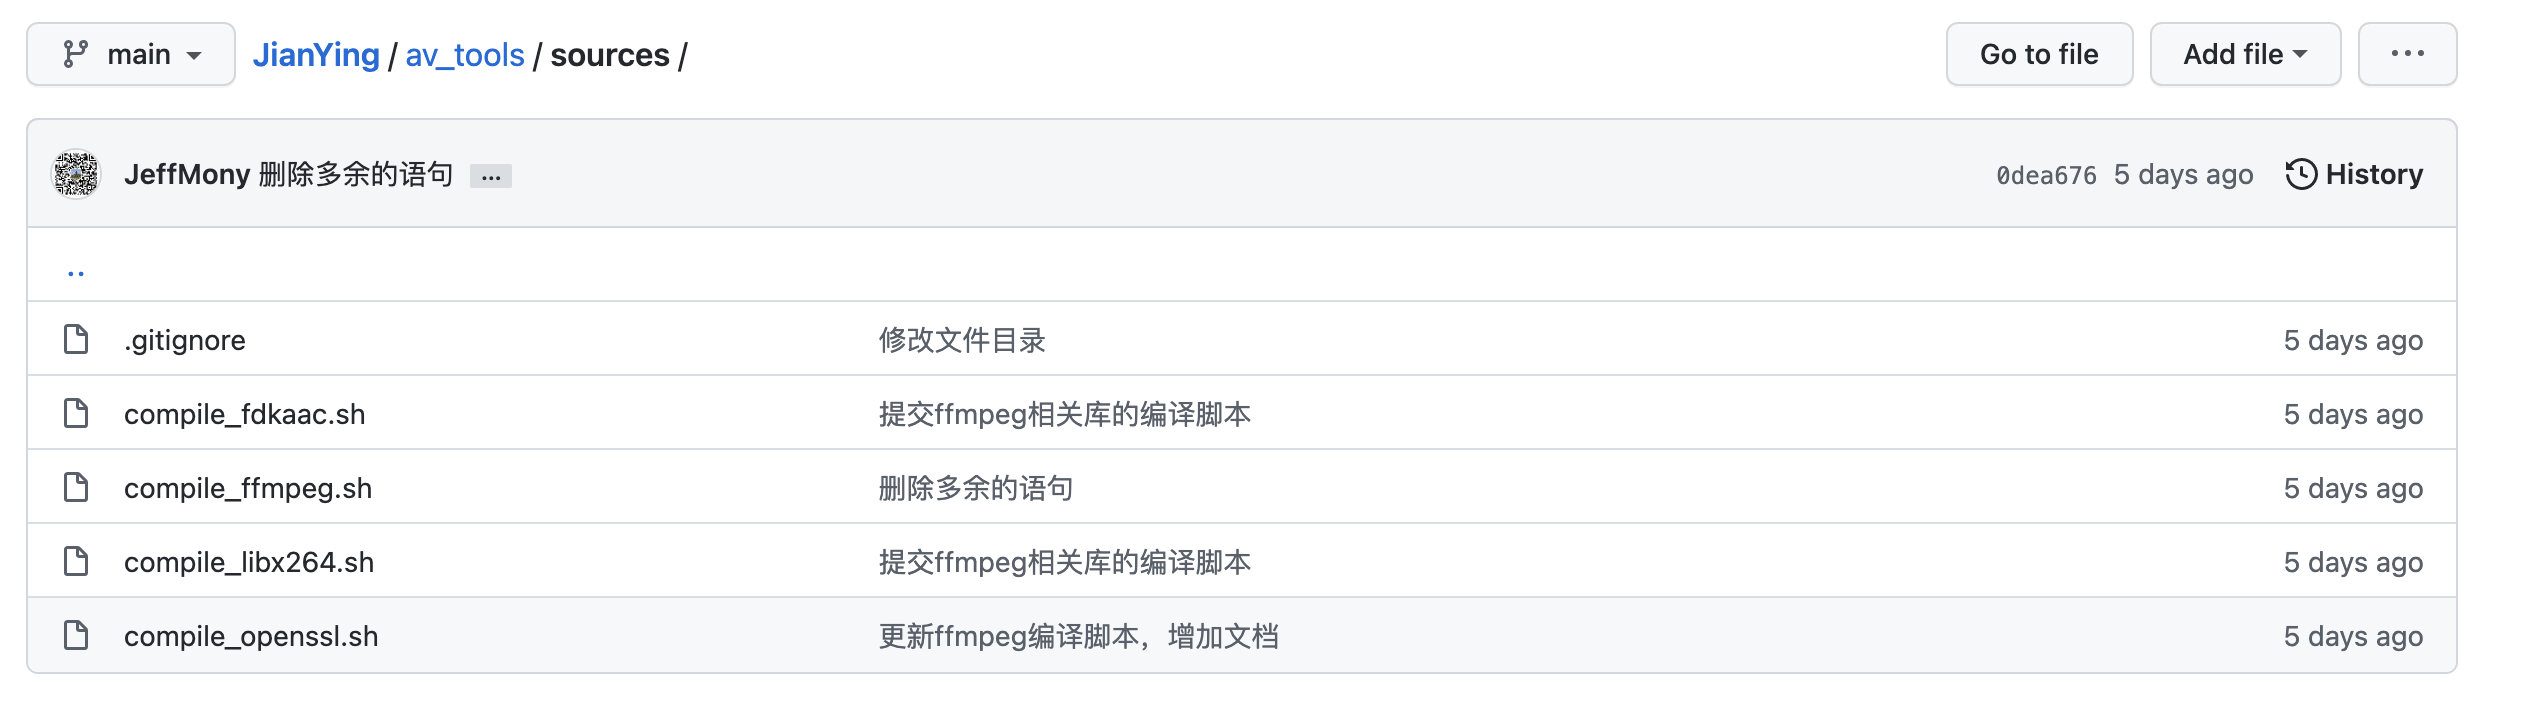 main JianYing / av_tools / sources / Go to file Add file ...
JeffMony 删除多余的语句 ... 0dea676 5 days ago History
..
.gitignore 修改文件目录 5 days ago
compile_fdkaac.sh 提交ffmpeg相关库的编译脚本 5 days ago
compile_ffmpeg.sh 删除多余的语句 5 days ago
compile_libx264.sh 提交ffmpeg相关库的编译脚本 5 days ago
compile_openssl.sh 更新ffmpeg编译脚本，增加文档 5 days ago